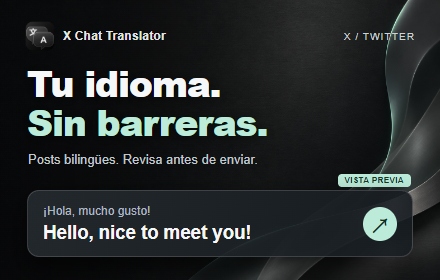 X Chat Translator
X / TWITTER
Tu idioma.
Sin barreras.
Posts bilingües. Revisa antes de enviar.
VISTA PREVIA
¡Hola, mucho gusto!
Hello, nice to meet you!